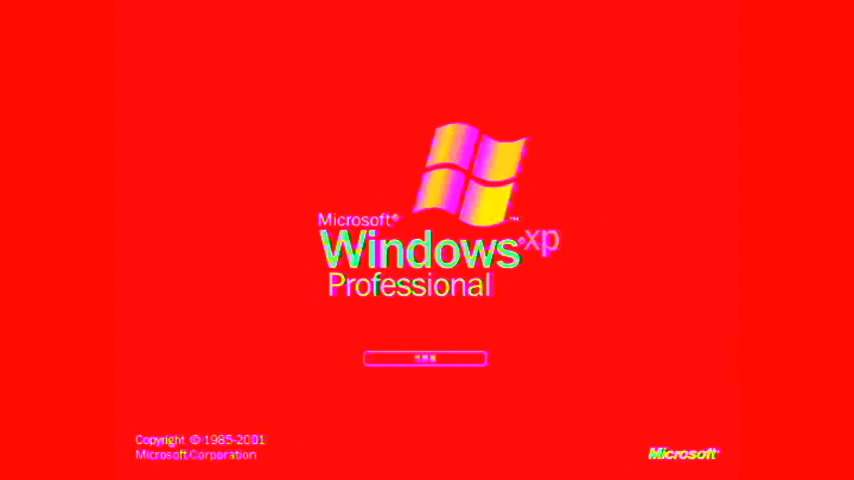 Microsoft®
Windows® xp
Professional
Copyright © 1985-2001
Microsoft Corporation
Microsoft®